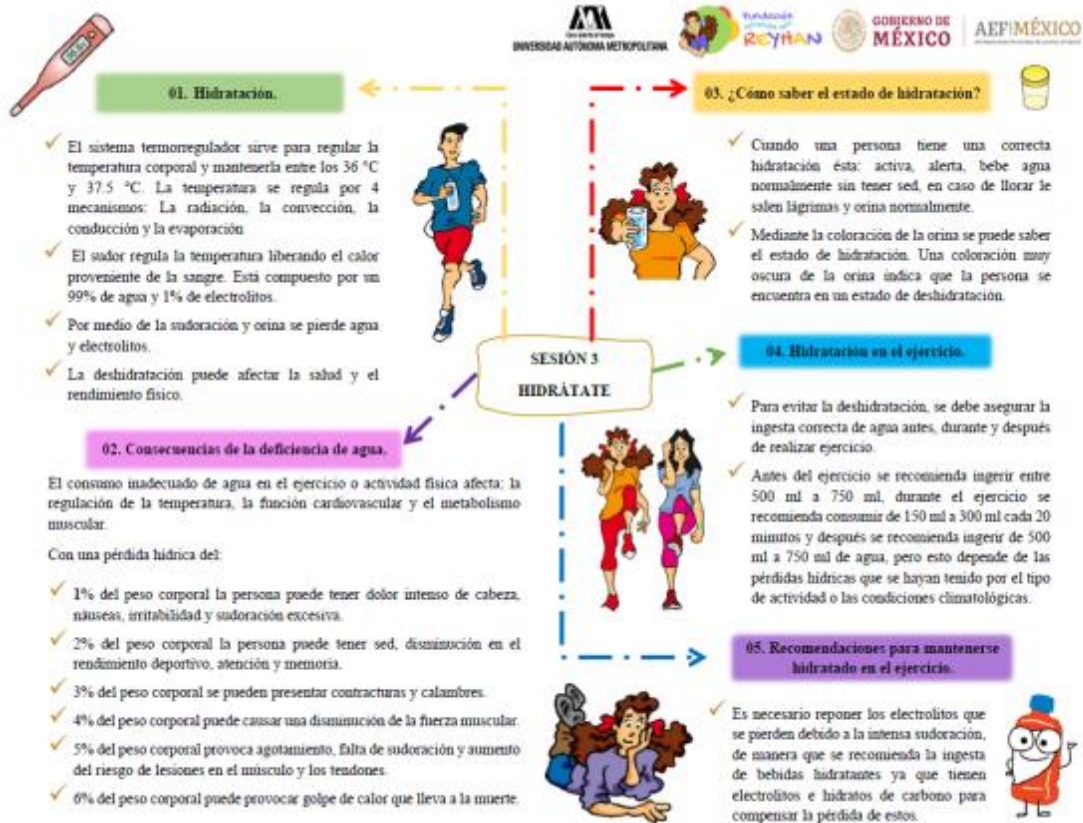 Casa abierta al tiempo
UNIVERSIDAD AUTÓNOMA METROPOLITANA
Fundación
REYHAN
GOBIERNO DE
MÉXICO
AEFIMÉXICO
01. Hidratación.
El sistema termorregulador sirve para regular la
temperatura corporal y mantenerla entre los 36 °C
y 37.5 °C. La temperatura se regula por 4
mecanismos: La radiación, la convección, la
conducción y la evaporación
El sudor regula la temperatura liberando el calor
proveniente de la sangre. Está compuesto por un
99% de agua y 1% de electrolitos.
Por medio de la sudoración y orina se pierde agua
y electrolitos.
La deshidratación puede afectar la salud y el
rendimiento físico.
02. Consecuencias de la deficiencia de agua.
El consumo inadecuado de agua en el ejercicio o actividad física afecta: la
regulación de la temperatura, la función cardiovascular y el metabolismo
muscular.
Con una pérdida hídrica del:
1% del peso corporal la persona puede tener dolor intenso de cabeza,
náuseas, irritabilidad y sudoración excesiva.
2% del peso corporal la persona puede tener sed, disminución en el
rendimiento deportivo, atención y memoria.
3% del peso corporal se pueden presentar contracturas y calambres.
4% del peso corporal puede causar una disminución de la fuerza muscular.
5% del peso corporal provoca agotamiento, falta de sudoración y aumento
del riesgo de lesiones en el músculo y los tendones.
6% del peso corporal puede provocar golpe de calor que lleva a la muerte.
SESIÓN 3
HIDRÁTATE
03. ¿Cómo saber el estado de hidratación?
Cuando una persona tiene una correcta
hidratación ésta: activa, alerta, bebe agua
normalmente sin tener sed, en caso de llorar le
salen lágrimas y orina normalmente.
Mediante la coloración de la orina se puede saber
el estado de hidratación. Una coloración muy
oscura de la orina indica que la persona se
encuentra en un estado de deshidratación.
04. Hidratación en el ejercicio.
Para evitar la deshidratación, se debe asegurar la
ingesta correcta de agua antes, durante y después
de realizar ejercicio.
Antes del ejercicio se recomienda ingerir entre
500 ml a 750 ml, durante el ejercicio se
recomienda consumir de 150 ml a 300 ml cada 20
minutos y después se recomienda ingerir de 500
ml a 750 ml de agua, pero esto depende de las
pérdidas hídricas que se hayan tenido por el tipo
de actividad o las condiciones climatológicas.
05. Recomendaciones para mantenerse
hidratado en el ejercicio.
Es necesario reponer los electrolitos que
se pierden debido a la intensa sudoración,
de manera que se recomienda la ingesta
de bebidas hidratantes ya que tienen
electrolitos e hidratos de carbono para
compensar la pérdida de estos.